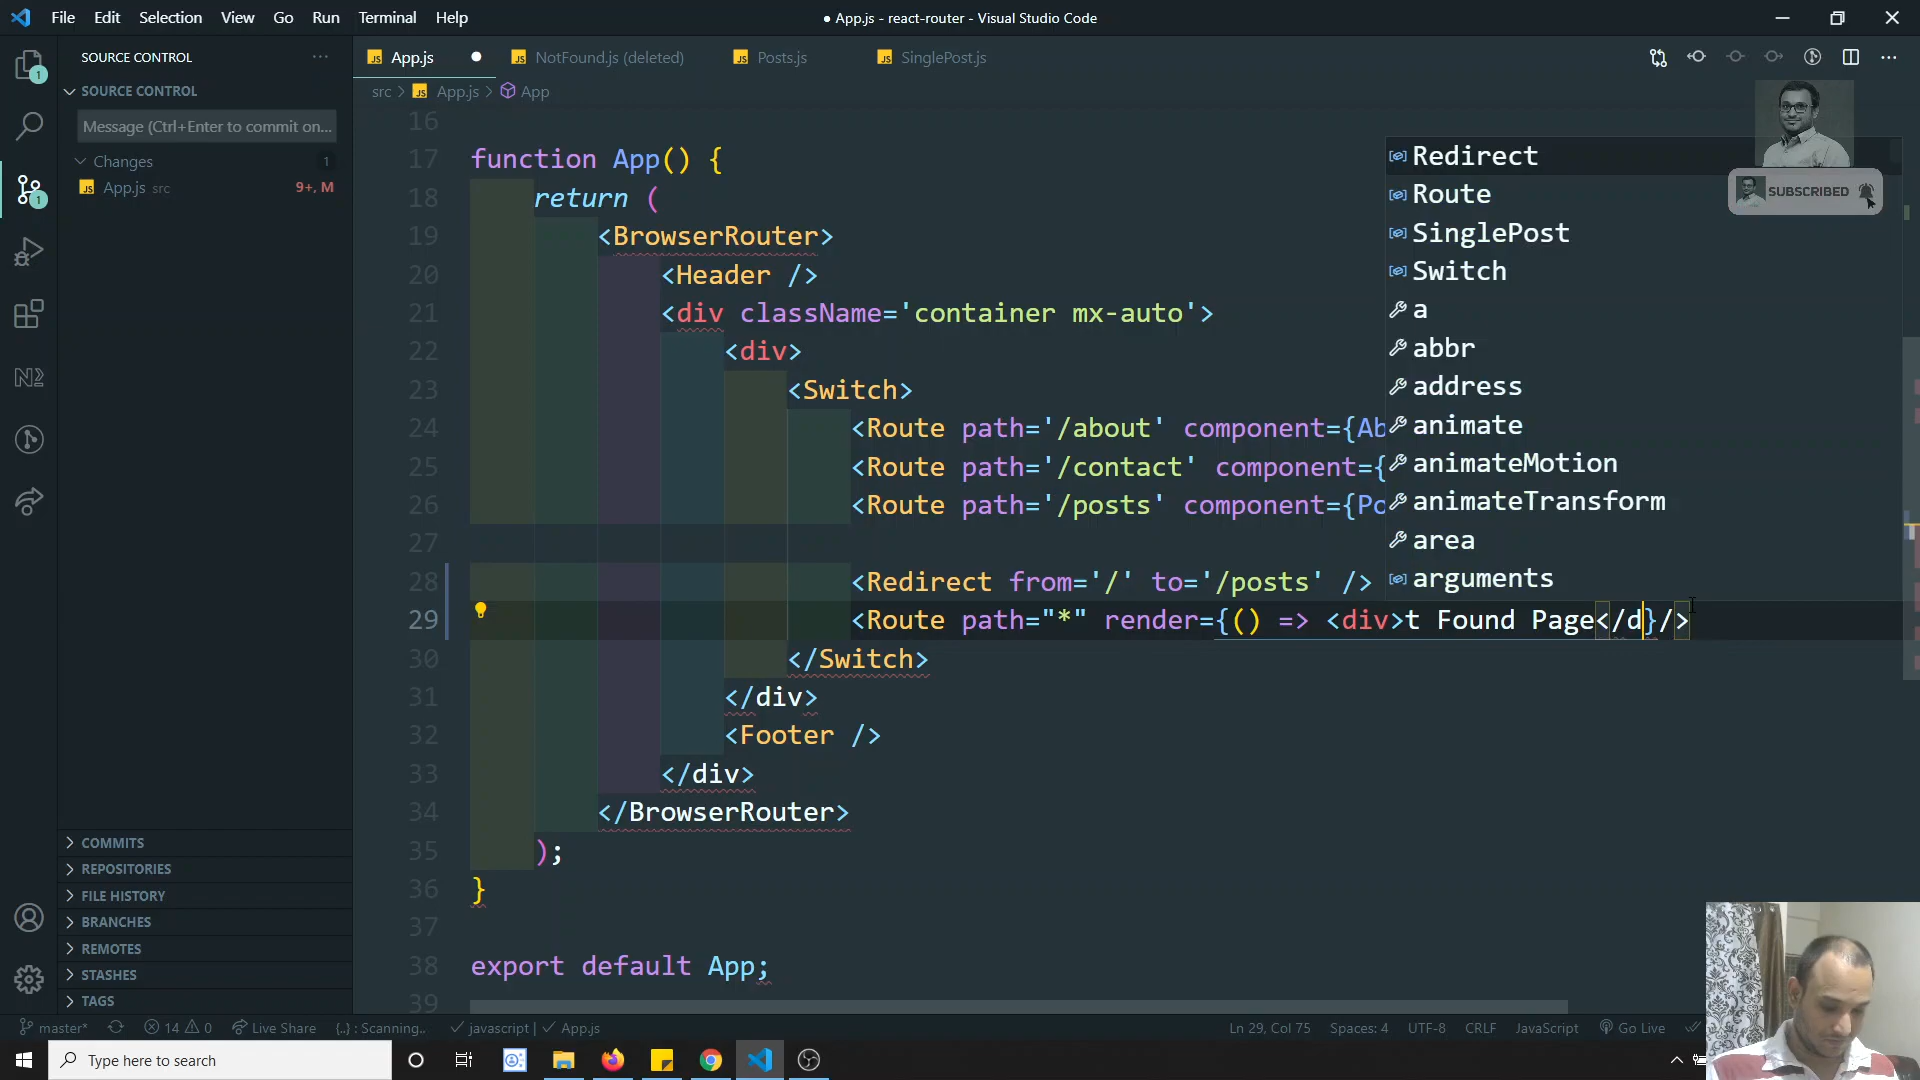 File Edit Selection View Go Run Terminal Help
● App.js - react-router - Visual Studio Code
SOURCE CONTROL
App.js
NotFound.js (deleted)
Posts.js
SinglePost.js
SOURCE CONTROL
src > App.js > App
Message (Ctrl+Enter to commit on...
Changes 1
App.js src 9+, M
16
17 function App() {
18 return (
19 <BrowserRouter>
20 <Header />
21 <div className='container mx-auto'>
22 <div>
23 <Switch>
24 <Route path='/about' component={Ab
25 <Route path='/contact' component={
26 <Route path='/posts' component={Po
27
28 <Redirect from='/' to='/posts' />
29 <Route path="*" render={() => <div>t Found Page</d}/>
30 </Switch>
31 </div>
32 <Footer />
33 </div>
34 </BrowserRouter>
35 );
36 }
37
38 export default App;
39
Redirect
Route
SinglePost
Switch
a
abbr
address
animate
animateMotion
animateTransform
area
arguments
SUBSCRIBED
COMMITS
REPOSITORIES
FILE HISTORY
BRANCHES
REMOTES
STASHES
TAGS
master* 14 0 Live Share {..} : Scanning.. javascript | App.js
Ln 29, Col 75 Spaces: 4 UTF-8 CRLF JavaScript Go Live
Type here to search